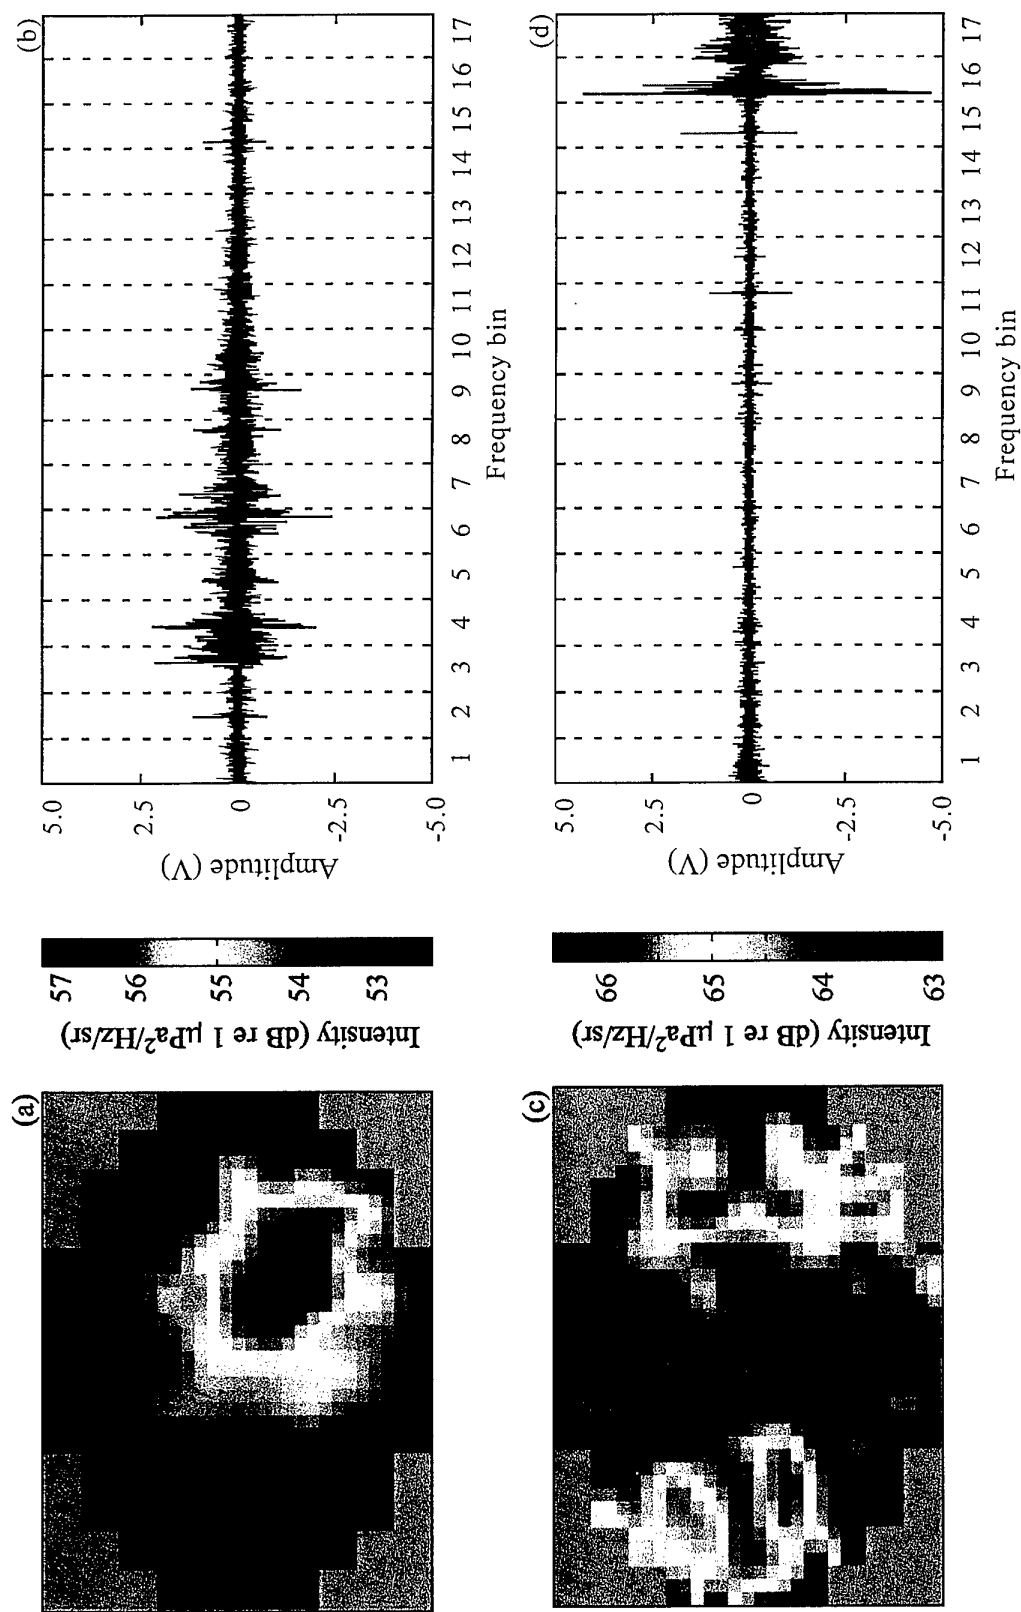 (a)
Intensity (dB re 1 µPa²/Hz/sr)
57
56
55
54
53
(b)
Amplitude (V)
5.0
2.5
0
-2.5
-5.0
1 2 3 4 5 6 7 8 9 10 11 12 13 14 15 16 17
Frequency bin
(c)
Intensity (dB re 1 µPa²/Hz/sr)
66
65
64
63
(d)
Amplitude (V)
5.0
2.5
0
-2.5
-5.0
1 2 3 4 5 6 7 8 9 10 11 12 13 14 15 16 17
Frequency bin